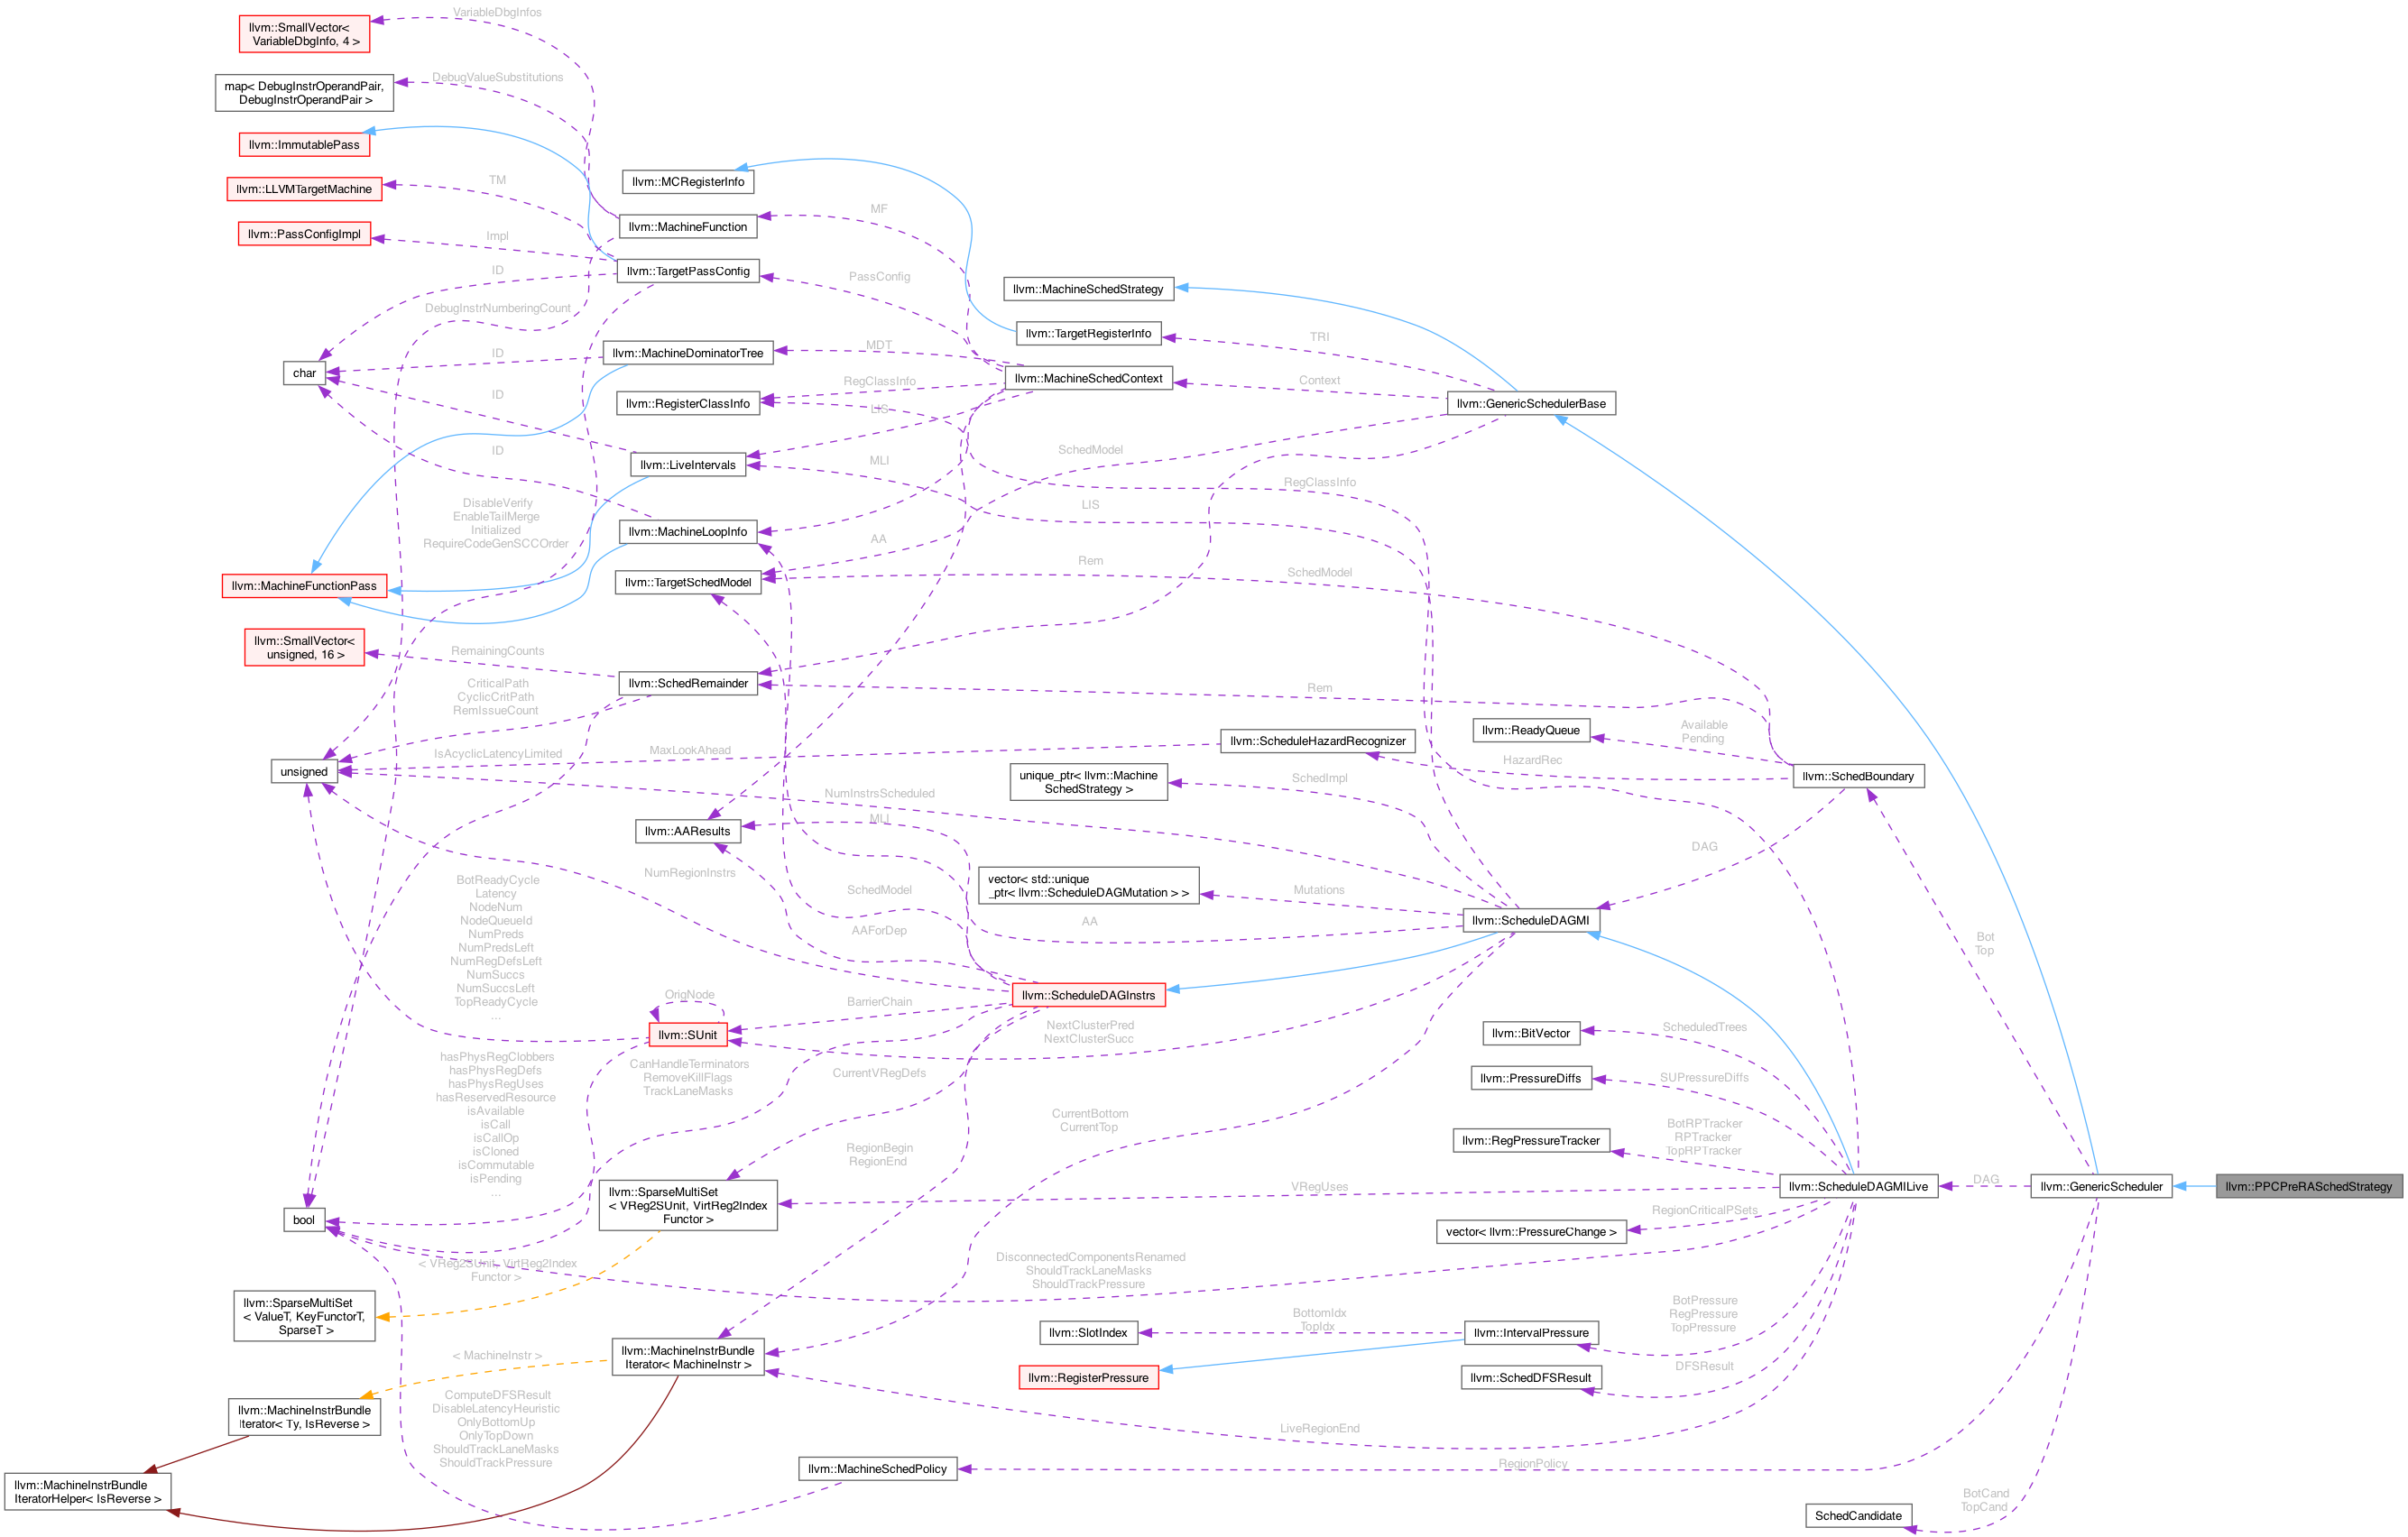 llvm::SmallVector<
VariableDbgInfo, 4 >
VariableDbgInfos
map< DebugInstrOperandPair,
DebugInstrOperandPair >
DebugValueSubstitutions
llvm::ImmutablePass
llvm::LLVMTargetMachine
TM
llvm::PassConfigImpl
Impl
ID
DebugInstrNumberingCount
char
ID
ID
ID
DisableVerify
EnableTailMerge
Initialized
RequireCodeGenSCCOrder
llvm::MachineFunctionPass
llvm::SmallVector<
unsigned, 16 >
RemainingCounts
CriticalPath
CyclicCritPath
RemIssueCount
IsAcyclicLatencyLimited
unsigned
BotReadyCycle
Latency
NodeNum
NodeQueueId
NumPreds
NumPredsLeft
NumRegDefsLeft
NumSuccs
NumSuccsLeft
TopReadyCycle
...
hasPhysRegClobbers
hasPhysRegDefs
hasPhysRegUses
hasReservedResource
isAvailable
isCall
isCallOp
isCloned
isCommutable
isPending
...
bool
< VReg2SUnit, VirtReg2Index
Functor >
llvm::SparseMultiSet
< ValueT, KeyFunctorT,
SparseT >
< MachineInstr >
llvm::MachineInstrBundle
Iterator< Ty, IsReverse >
ComputeDFSResult
DisableLatencyHeuristic
OnlyBottomUp
OnlyTopDown
ShouldTrackLaneMasks
ShouldTrackPressure
llvm::MachineInstrBundle
IteratorHelper< IsReverse >
llvm::MCRegisterInfo
llvm::MachineFunction
MF
llvm::TargetPassConfig
PassConfig
llvm::MachineDominatorTree
MDT
llvm::RegisterClassInfo
RegClassInfo
LIS
llvm::LiveIntervals
MLI
llvm::MachineLoopInfo
AA
llvm::TargetSchedModel
llvm::SchedRemainder
MaxLookAhead
NumInstrsScheduled
llvm::AAResults
MLI
NumRegionInstrs
SchedModel
AAForDep
OrigNode
llvm::SUnit
BarrierChain
CanHandleTerminators
RemoveKillFlags
TrackLaneMasks
CurrentVRegDefs
RegionBegin
RegionEnd
llvm::SparseMultiSet
< VReg2SUnit, VirtReg2Index
Functor >
llvm::MachineInstrBundle
Iterator< MachineInstr >
llvm::MachineSchedPolicy
llvm::MachineSchedStrategy
llvm::TargetRegisterInfo
TRI
llvm::MachineSchedContext
Context
llvm::GenericSchedulerBase
SchedModel
RegClassInfo
LIS
Rem
SchedModel
Rem
llvm::ScheduleHazardRecognizer
llvm::ReadyQueue
Available
Pending
HazardRec
llvm::SchedBoundary
unique_ptr< llvm::Machine
SchedStrategy >
SchedImpl
DAG
vector< std::unique
_ptr< llvm::ScheduleDAGMutation > >
Mutations
llvm::ScheduleDAGMI
AA
Bot
Top
llvm::ScheduleDAGInstrs
NextClusterPred
NextClusterSucc
llvm::BitVector
ScheduledTrees
llvm::PressureDiffs
SUPressureDiffs
CurrentBottom
CurrentTop
llvm::RegPressureTracker
BotRPTracker
RPTracker
TopRPTracker
VRegUses
llvm::ScheduleDAGMILive
DAG
llvm::GenericScheduler
llvm::PPCPreRASchedStrategy
RegionCriticalPSets
vector< llvm::PressureChange >
DisconnectedComponentsRenamed
ShouldTrackLaneMasks
ShouldTrackPressure
BotPressure
RegPressure
TopPressure
llvm::SlotIndex
BottomIdx
TopIdx
llvm::IntervalPressure
llvm::RegisterPressure
llvm::SchedDFSResult
DFSResult
LiveRegionEnd
RegionPolicy
BotCand
TopCand
SchedCandidate